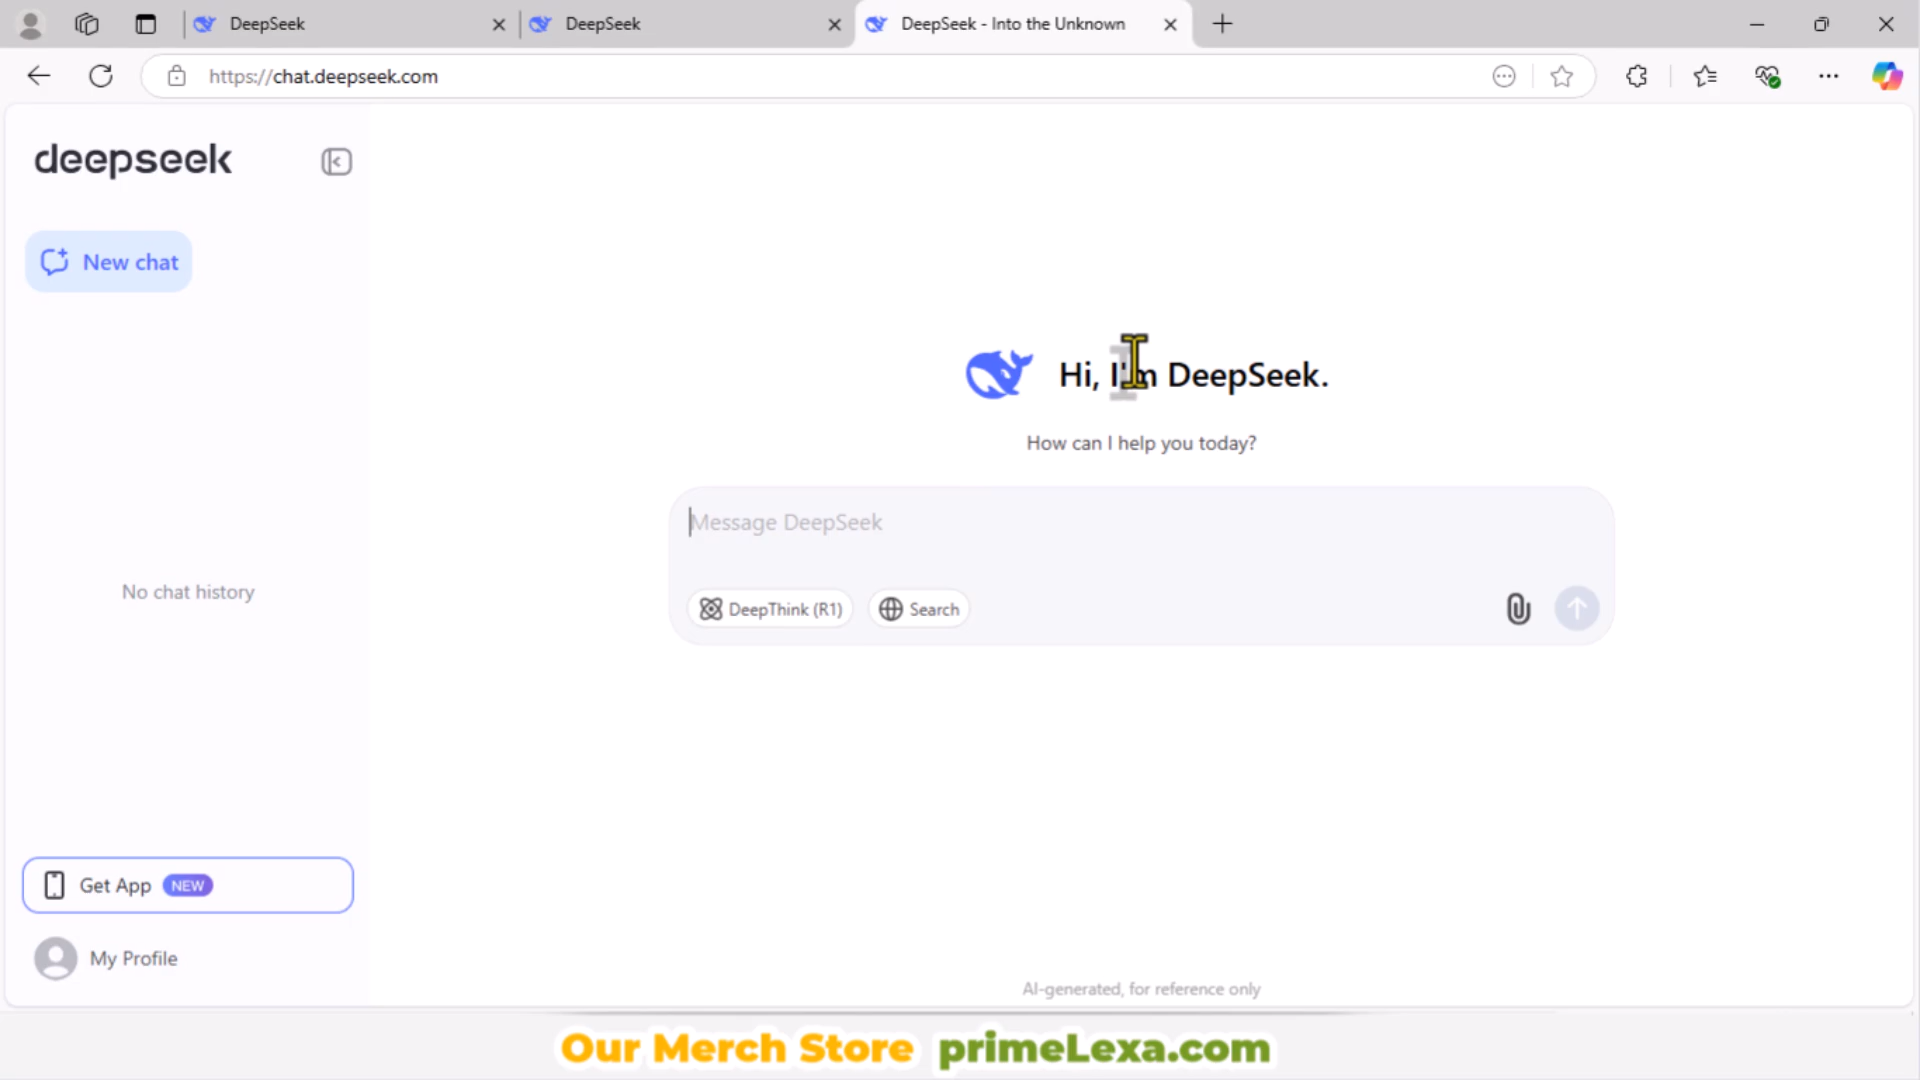 DeepSeek
DeepSeek
DeepSeek - Into the Unknown
https://chat.deepseek.com
deepseek
New chat
Hi, I'm DeepSeek.
How can I help you today?
Message DeepSeek
DeepThink (R1)
Search
No chat history
Get App NEW
My Profile
AI-generated, for reference only
Our Merch Store primeLexa.com